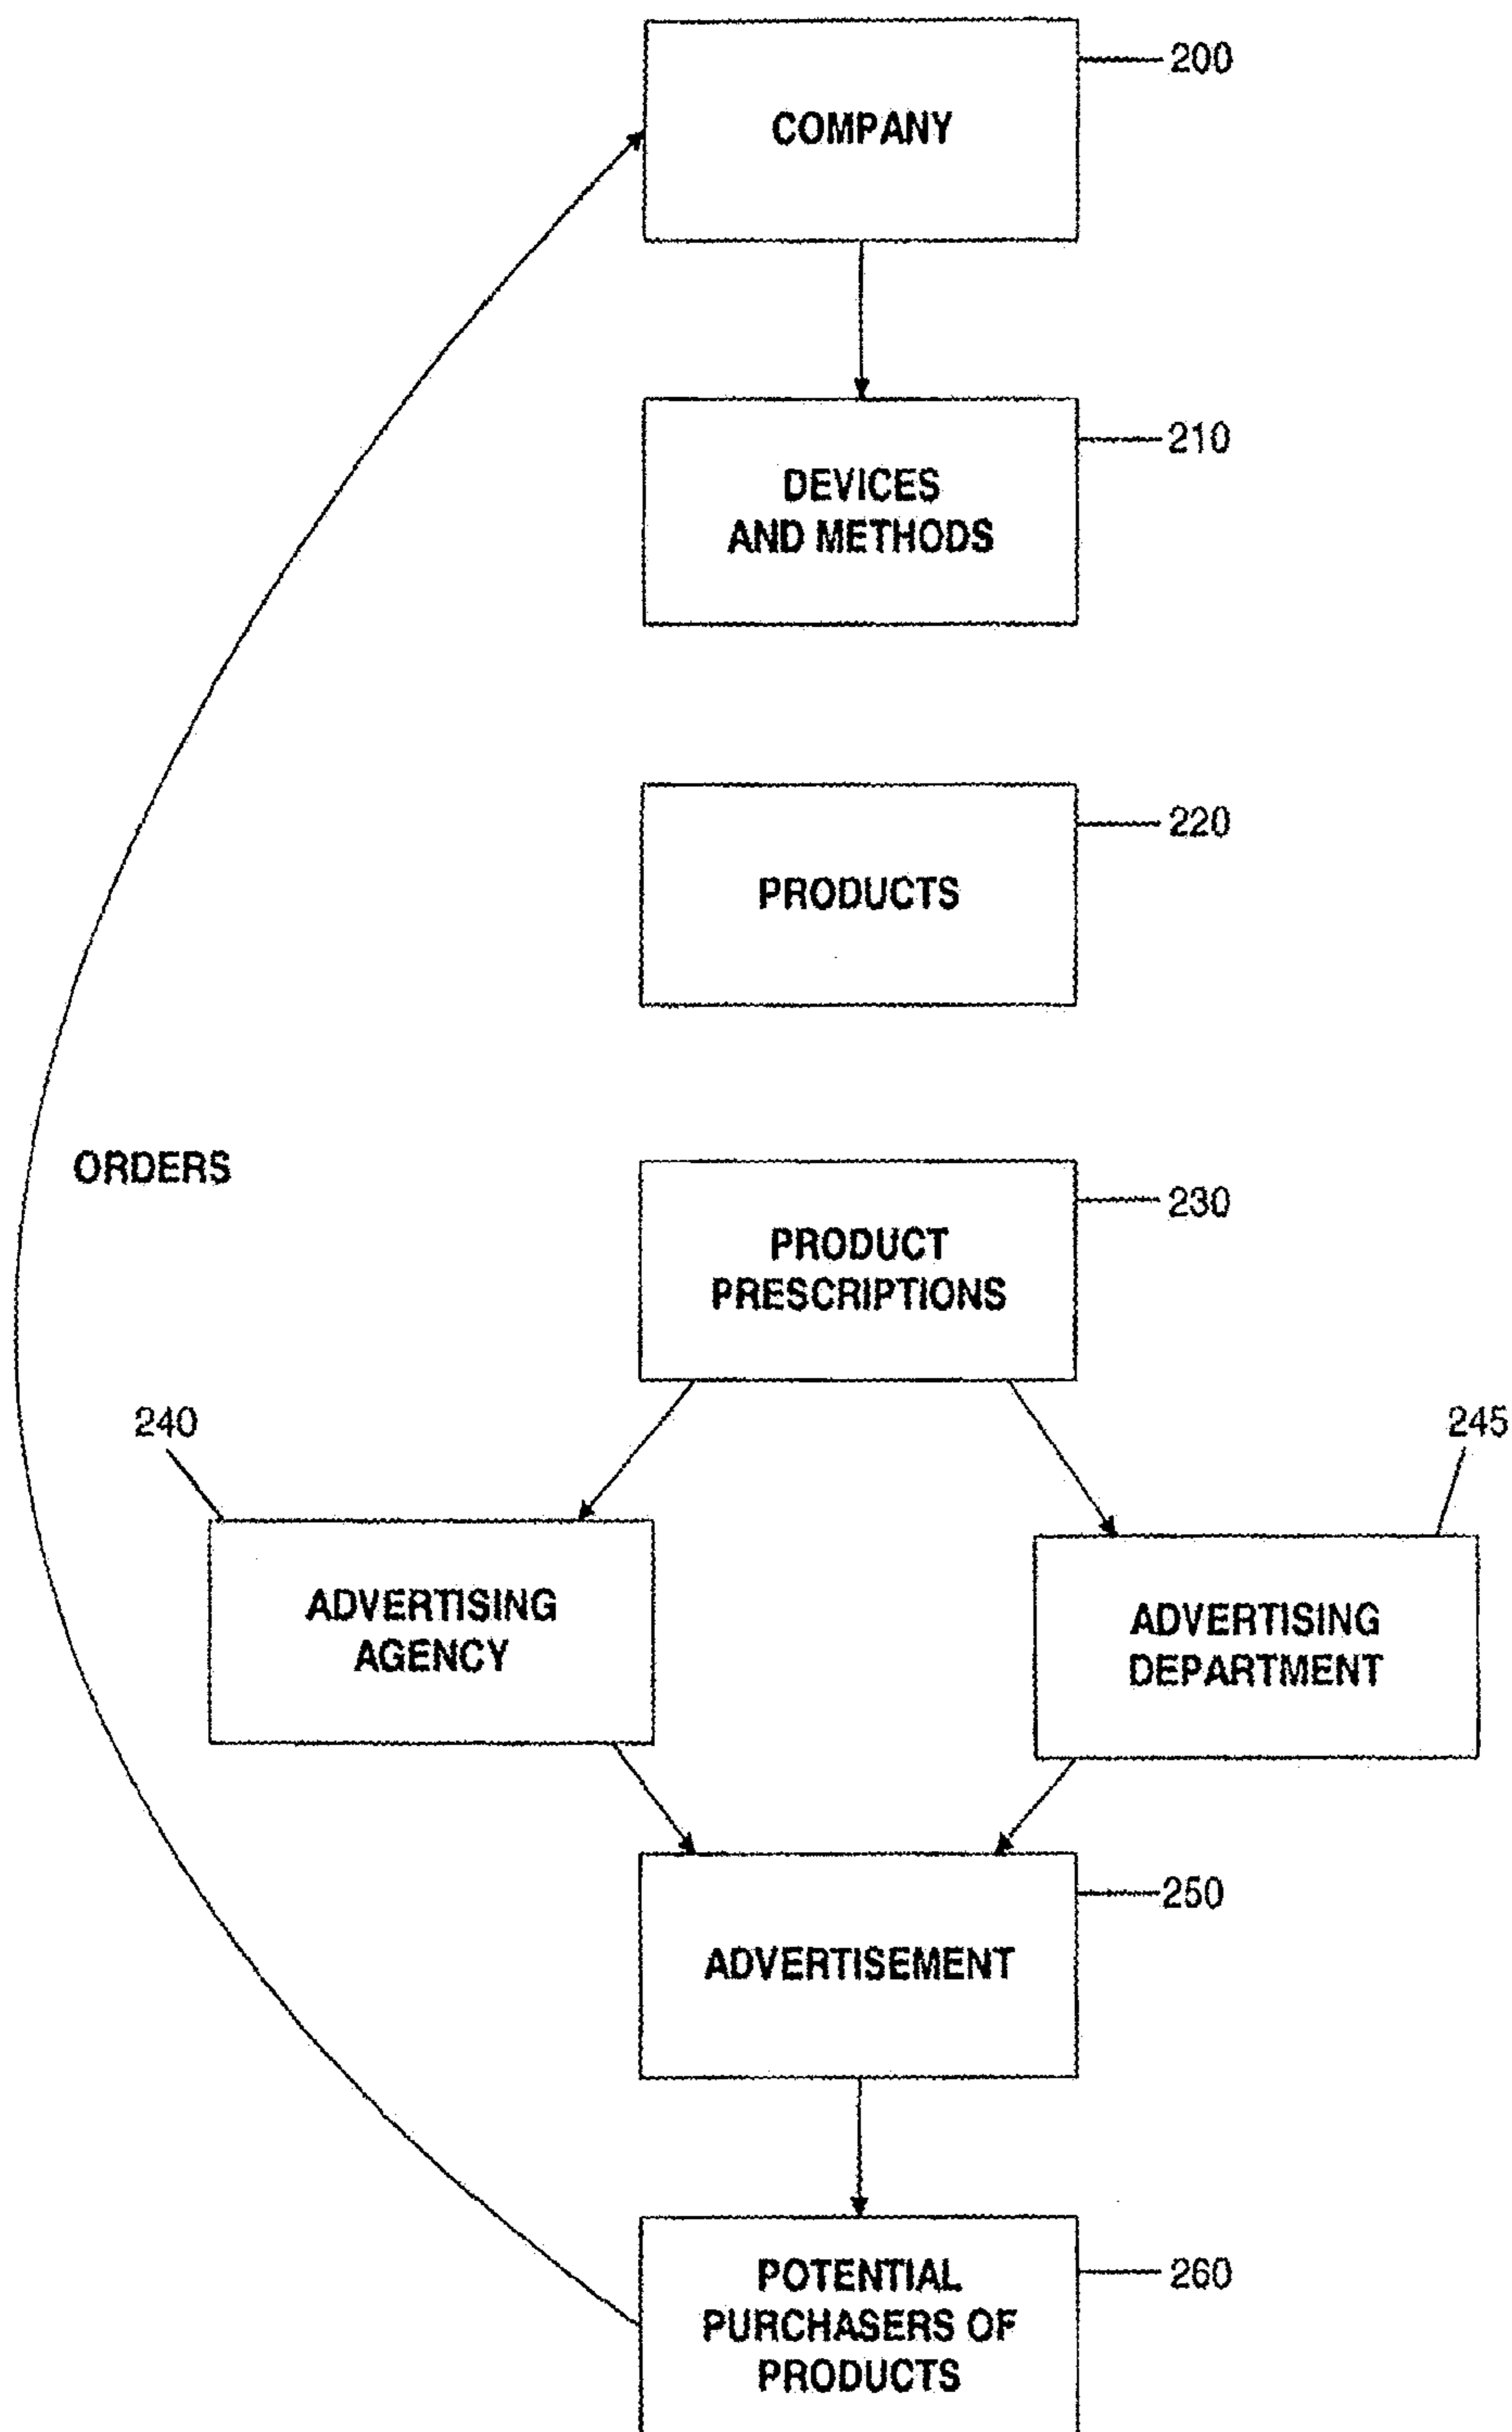 200
COMPANY
210
DEVICES
AND METHODS
220
PRODUCTS
ORDERS
230
PRODUCT
PRESCRIPTIONS
240
245
ADVERTISING
AGENCY
ADVERTISING
DEPARTMENT
250
ADVERTISEMENT
260
POTENTIAL
PURCHASERS OF
PRODUCTS